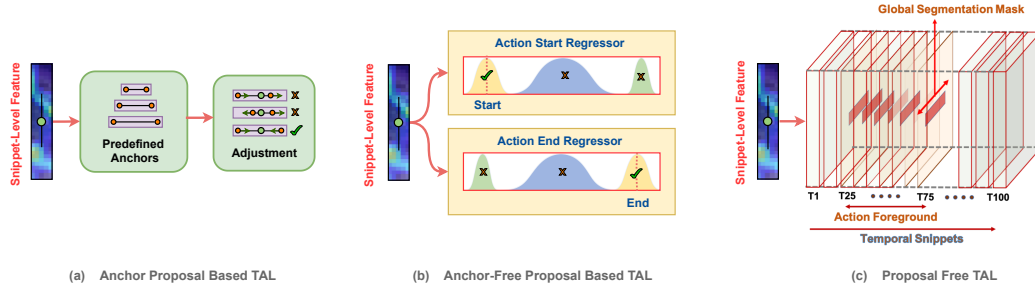 Snippet-Level Feature
Predefined
Anchors
X
X
Adjustment
(a) Anchor Proposal Based TAL
Snippet-Level Feature
Action Start Regressor
X
X
Start
Action End Regressor
X
X
End
(b) Anchor-Free Proposal Based TAL
Global Segmentation Mask
Snippet-Level Feature
T1 T25 T75 T100
Action Foreground
Temporal Snippets
(c) Proposal Free TAL